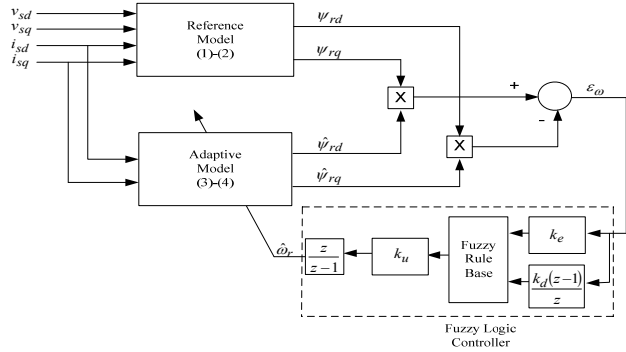 v_sd
v_sq
i_sd
i_sq
Reference
Model
(1)-(2)
ψ_rd
ψ_rq
X
X
+
-
ε_ω
Adaptive
Model
(3)-(4)
ψ̂_rd
ψ̂_rq
ω̂_r
z
z−1
k_u
Fuzzy
Rule
Base
k_e
k_d(z−1)
z
Fuzzy Logic
Controller